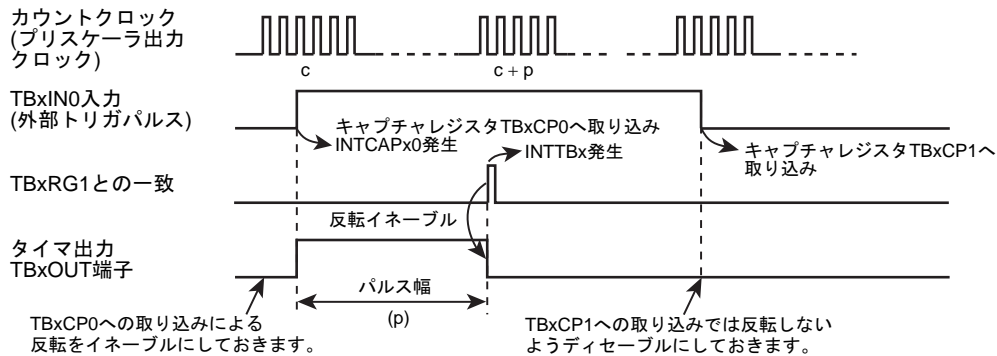 カウントクロック
(プリスケーラ出力
クロック)
c
c + p
TBxIN0入力
(外部トリガパルス)
キャプチャレジスタTBxCP0へ取り込み
INTCAPx0発生
INTTBx発生
キャプチャレジスタTBxCP1へ
取り込み
TBxRG1との一致
反転イネーブル
タイマ出力
TBxOUT端子
パルス幅
(p)
TBxCP0への取り込みによる
反転をイネーブルにしておきます。
TBxCP1への取り込みでは反転しない
ようディセーブルにしておきます。